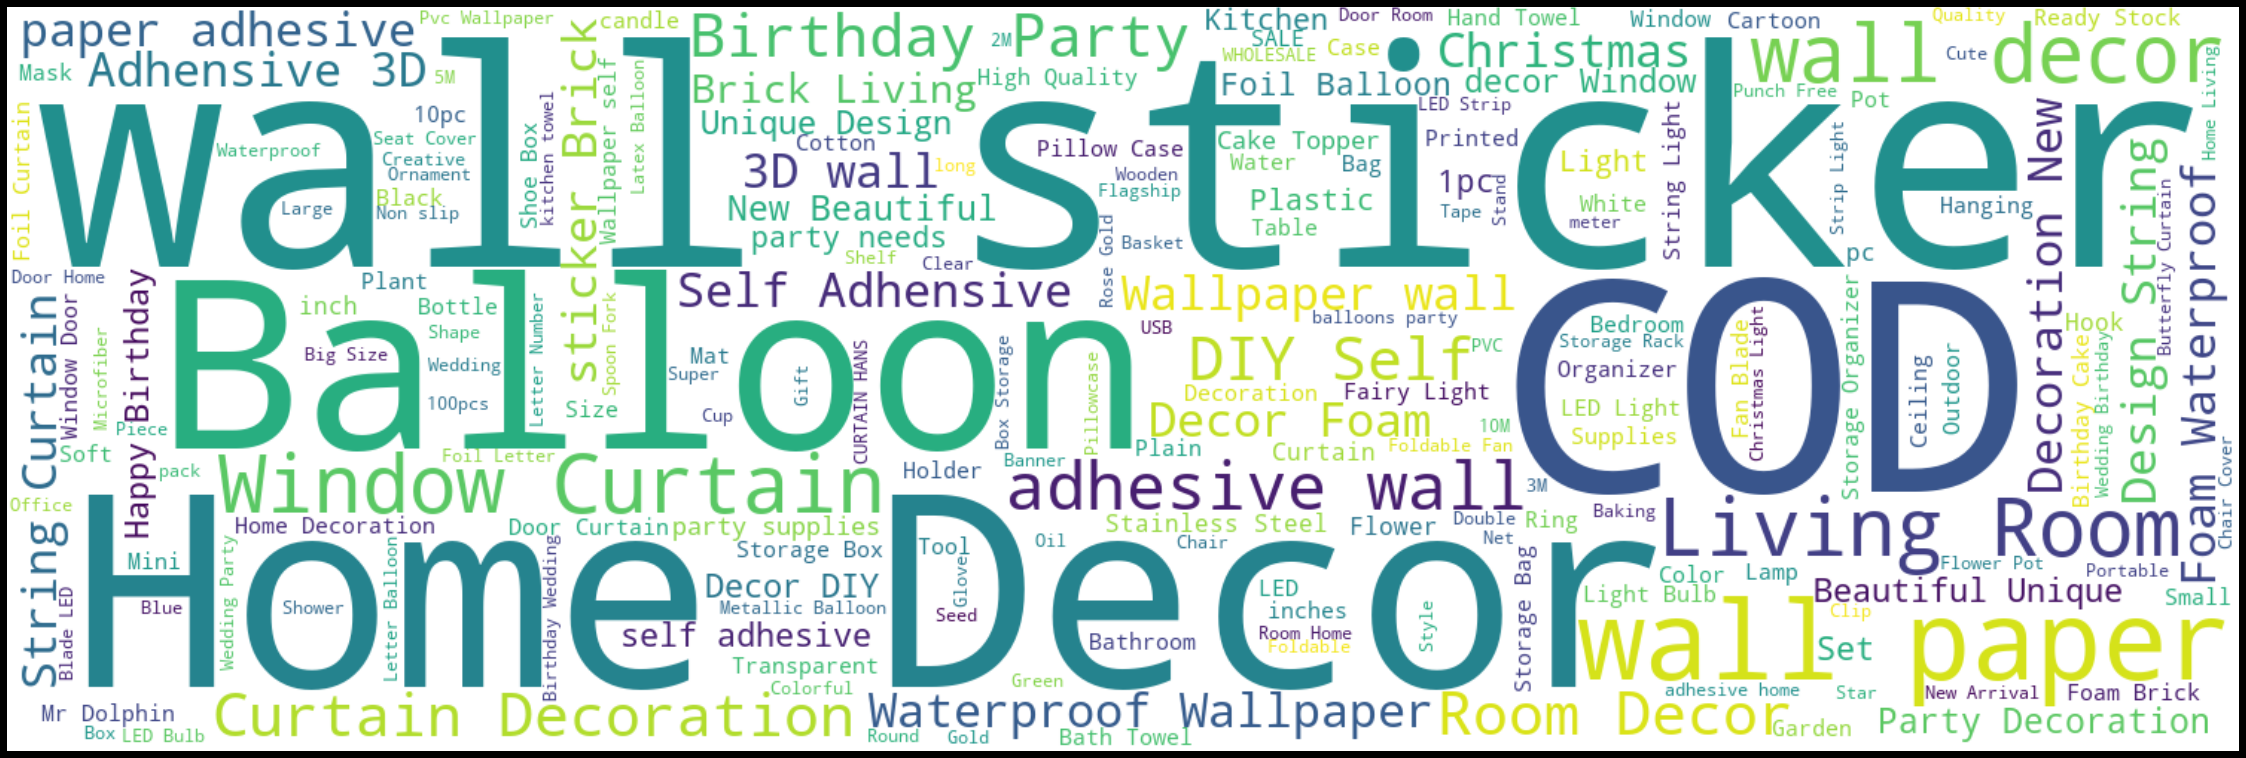 paper adhesive
Pvc Wallpaper
candle
Birthday Party
2M
Kitchen
Door Room
Hand Towel
Window
Cartoon
Quality
Ready Stock
SALE
WHOLESALE
Case
Christmas
wall decor
Cute
Home Living
Mask
Adhensive 3D
5M
Brick Living
High Quality
Foil Balloon
decor Window
Punch Free
Pot
wall sticker
Foil Curtain
10pc
Seat Cover
Waterproof
Creative
Ornament
Black
Large
Non slip
Shoe Box
kitchen towel
sticker Brick
Wallpaper self
Latex Balloon
Unique Design
Cotton
3D wall
long
New Beautiful
party needs
Shelf
Clear
Pillow Case
Wooden
Flagship
Basket
Rose Gold
Cake Topper
Water
Bag
Plastic
Table
LED Strip
Printed
1pc
Tape
Stand
Light
White
meter
String Light
Strip Light
pc
Hanging
Decoration New
Design String
Butterfly Curtain
Foam Waterproof
Door Home
String Curtain
Window Door
Microfiber
Happy Birthday
Plant
inch
Bottle
Shape
Big Size
Wedding
100pcs
Letter Number
Spoon Fork
Size
Balloon
Self Adhensive
Mat
Super
Cup
Gift
CURTAIN HANS
Box Storage
Pillowcase
USB
Wallpaper wall
balloons party
DIY Self
PVC
Decoration
Fairy Light
Decor Foam
10M
Plain
Curtain
Foldable Fan
COD
Bedroom
Storage Rack
Organizer
LED Light
Supplies
Fan Blade
Christmas Light
Storage Organizer
Ceiling
Outdoor
Hook
Birthday Cake
Wedding Birthday
Chair Cover
Piece
Soft
pack
Office
Foil Letter
Window Curtain
Holder
Banner
adhesive wall
3M
Living Room
Home Decor
Home Decoration
Door Curtain
party supplies
Stainless Steel
Flower
Double
Net
Ring
Baking
Mini
Blue
Blade LED
Wedding Party
Shower
Letter Balloon
Birthday Wedding
Storage Box
Decor DIY
Metallic Balloon
self adhesive
Transparent
Colorful
Tool
Glove
Seed
Oil
Chair
Bathroom
Green
LED
inches
Room Home
Foldable
Style
Storage Bag
Light Bulb
Color
Lamp
Beautiful Unique
Flower Pot
Portable
Small
Clip
wall paper
Set
Mr Dolphin
Box
LED Bulb
Curtain Decoration
Waterproof Wallpaper
Round
Gold
Bath Towel
Room Decor
adhesive home
Star
New Arrival
Foam Brick
Garden
Party Decoration